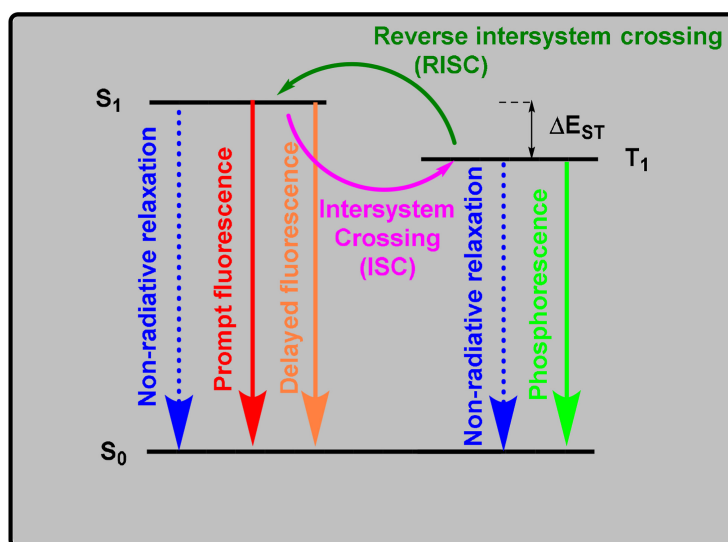 Reverse intersystem crossing
(RISC)
S₁
ΔE_ST
T₁
Intersystem
Crossing
(ISC)
Non-radiative relaxation
Prompt fluorescence
Delayed fluorescence
Non-radiative relaxation
Phosphorescence
S₀